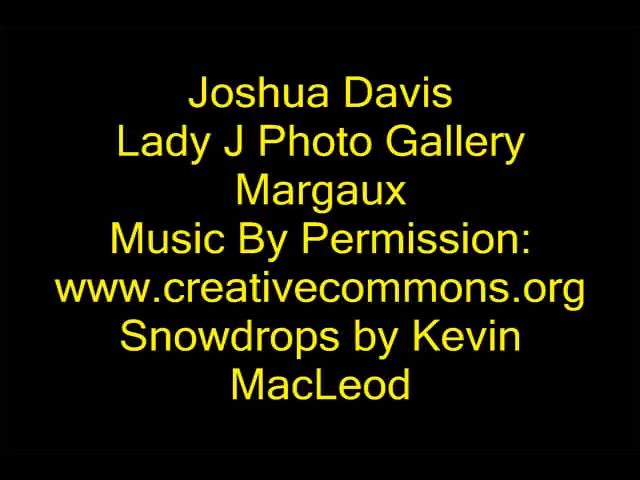 Joshua Davis
Lady J Photo Gallery
Margaux
Music By Permission:
www.creativecommons.org
Snowdrops by Kevin
MacLeod